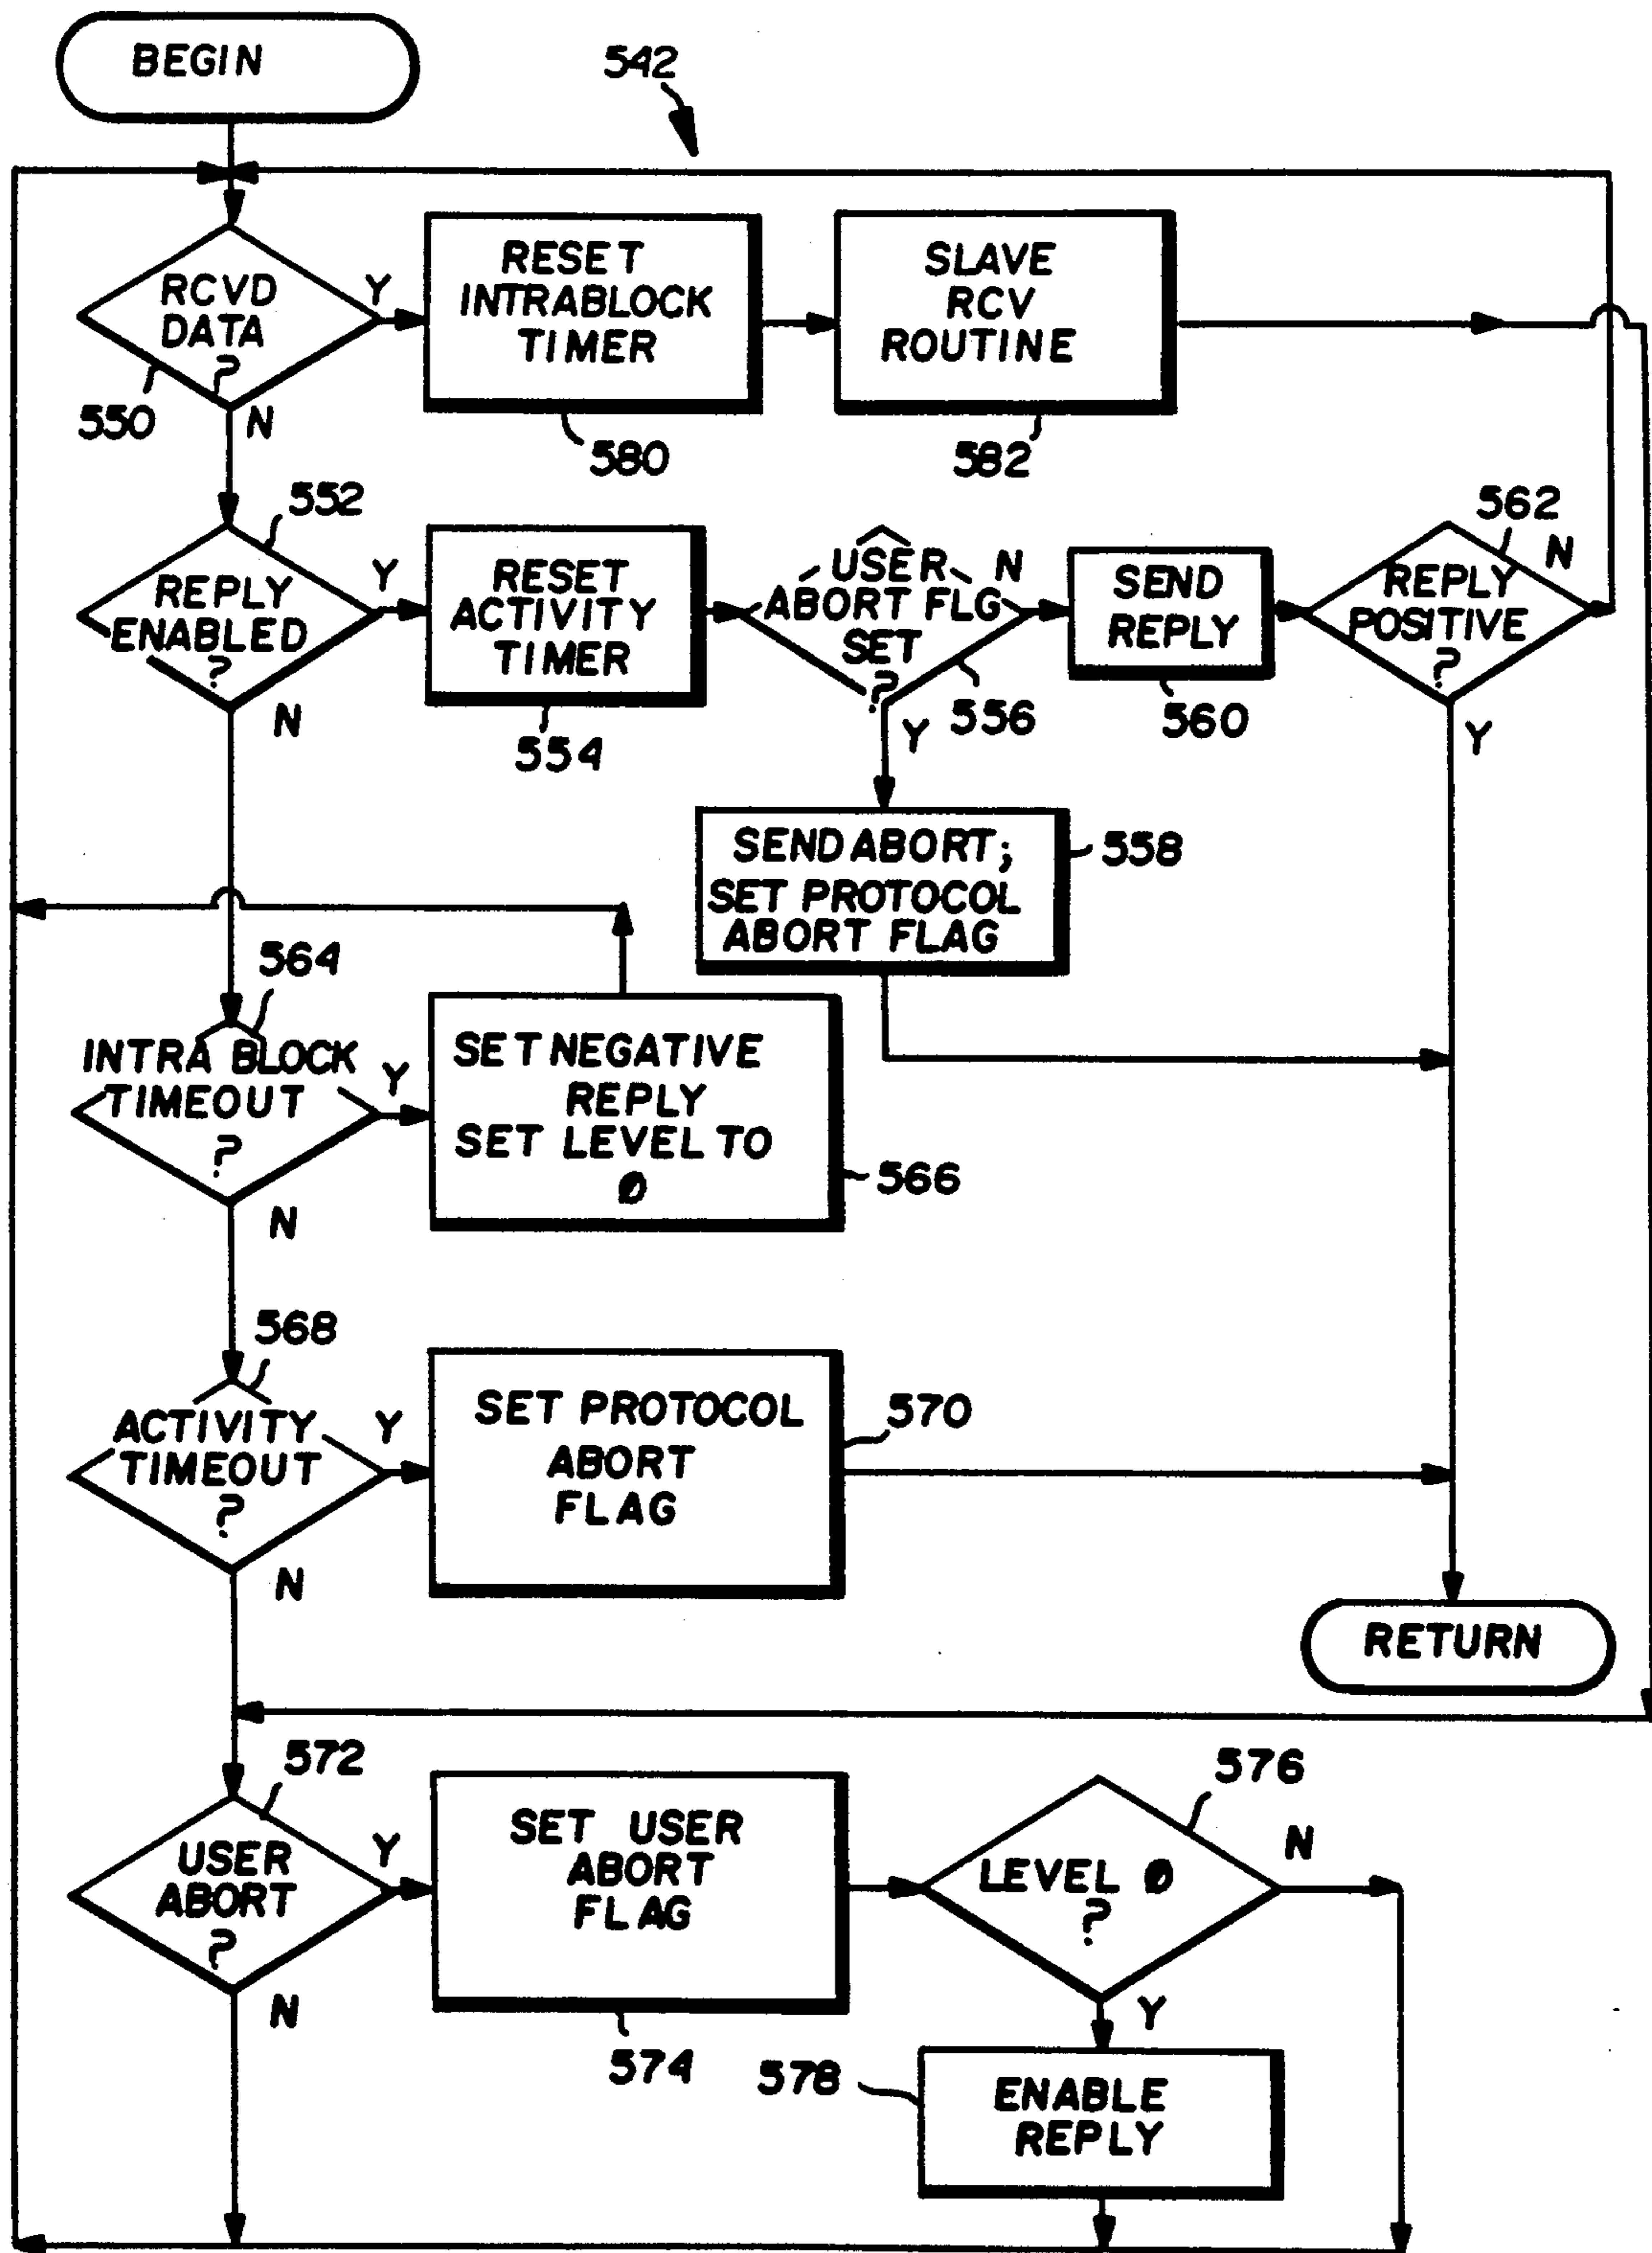 BEGIN
542
RCVD
DATA
?
Y
N
550
RESET
INTRABLOCK
TIMER
580
SLAVE
RCV
ROUTINE
582
552
REPLY
ENABLED
?
Y
N
RESET
ACTIVITY
TIMER
554
USER
ABORT FLG
SET
?
N
Y
556
SEND
REPLY
560
562
REPLY
POSITIVE
?
N
Y
SEND ABORT;
SET PROTOCOL
ABORT FLAG
558
564
INTRA BLOCK
TIMEOUT
?
Y
N
SET NEGATIVE
REPLY
SET LEVEL TO
0
566
568
ACTIVITY
TIMEOUT
?
Y
N
SET PROTOCOL
ABORT
FLAG
570
RETURN
572
USER
ABORT
?
Y
N
SET USER
ABORT
FLAG
574
576
LEVEL 0
?
N
Y
578
ENABLE
REPLY